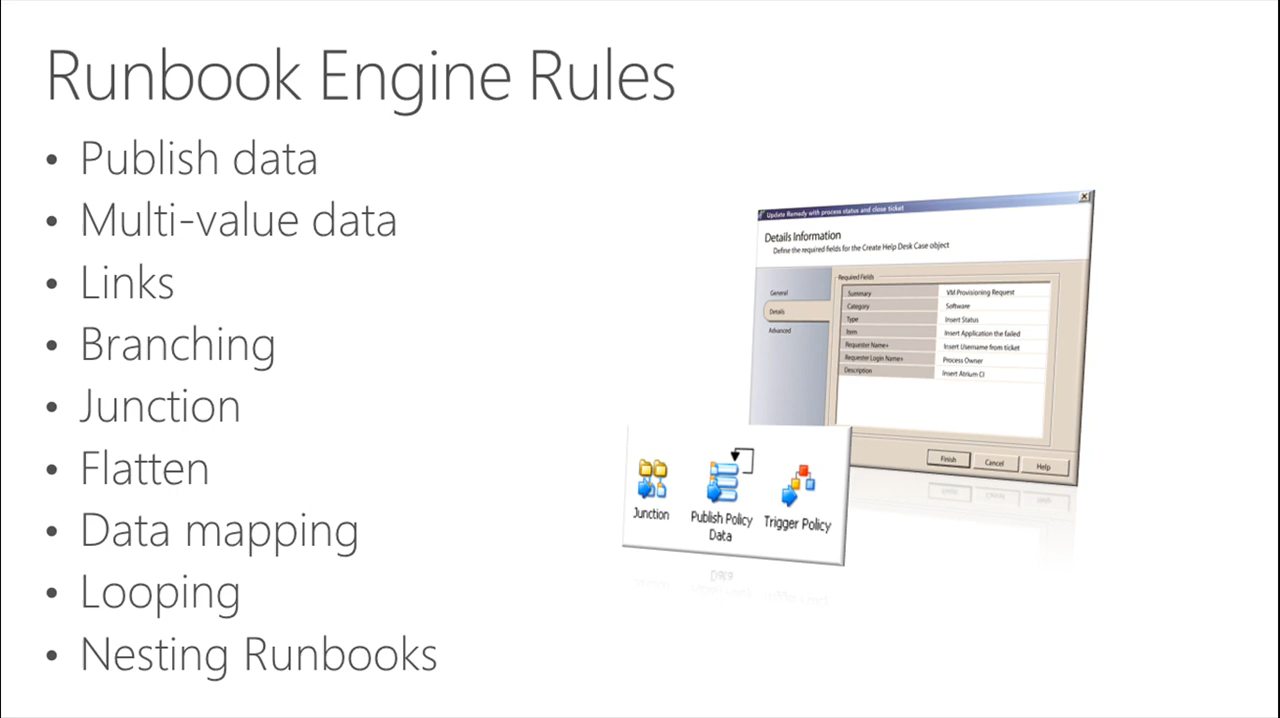 Runbook Engine Rules
• Publish data
• Multi-value data
• Links
• Branching
• Junction
• Flatten
• Data mapping
• Looping
• Nesting Runbooks
Update Remedy with process status and close ticket
Details Information
Define the required fields for the Create Help Desk Case object
General
Details
Advanced
Required Fields
Summary VM Provisioning Request
Category Software
Type Insert Status
Item Insert Application the failed
Requester Name+ Insert Username from ticket
Requester Login Name+ Process Owner
Description Insert Atrium CI
Finish Cancel Help
Junction
Publish Policy
Data
Trigger Policy